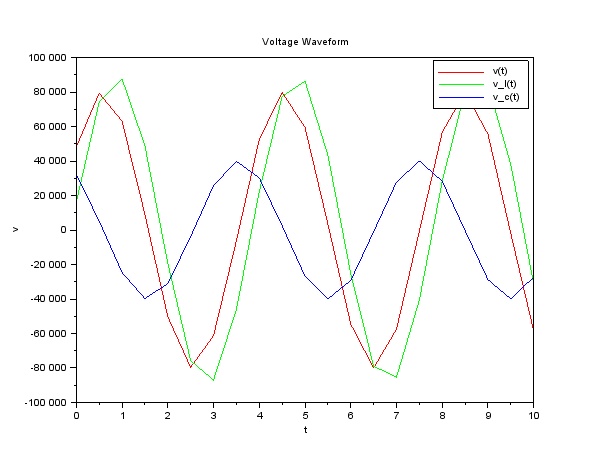 Voltage Waveform
v(t)
v_l(t)
v_c(t)
100 000
80 000
60 000
40 000
20 000
0
-20 000
-40 000
-60 000
-80 000
-100 000
v
0 1 2 3 4 5 6 7 8 9 10
t